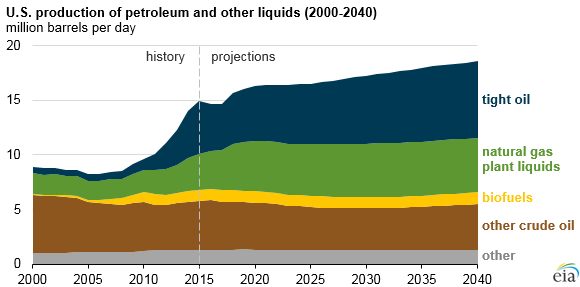 U.S. production of petroleum and other liquids (2000-2040)
million barrels per day
20
history
projections
15
tight oil
natural gas
plant liquids
10
biofuels
5
other crude oil
other
0
2000
2005
2010
2015
2020
2025
2030
2035
2040
eia